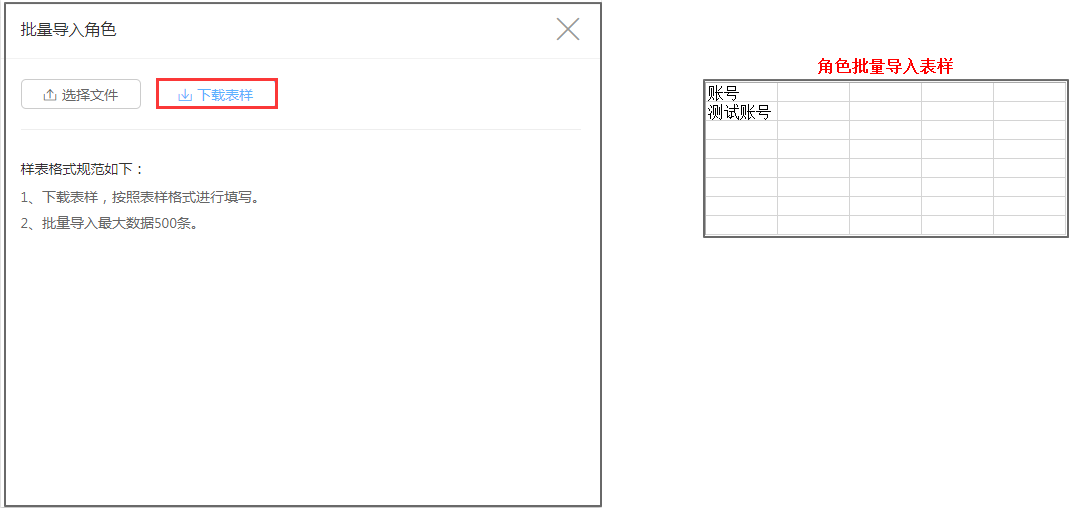 批量导入角色
选择文件
下载表样
样表格式规范如下：
1、下载表样，按照表样格式进行填写。
2、批量导入最大数据500条。
角色批量导入表样
账号
测试账号